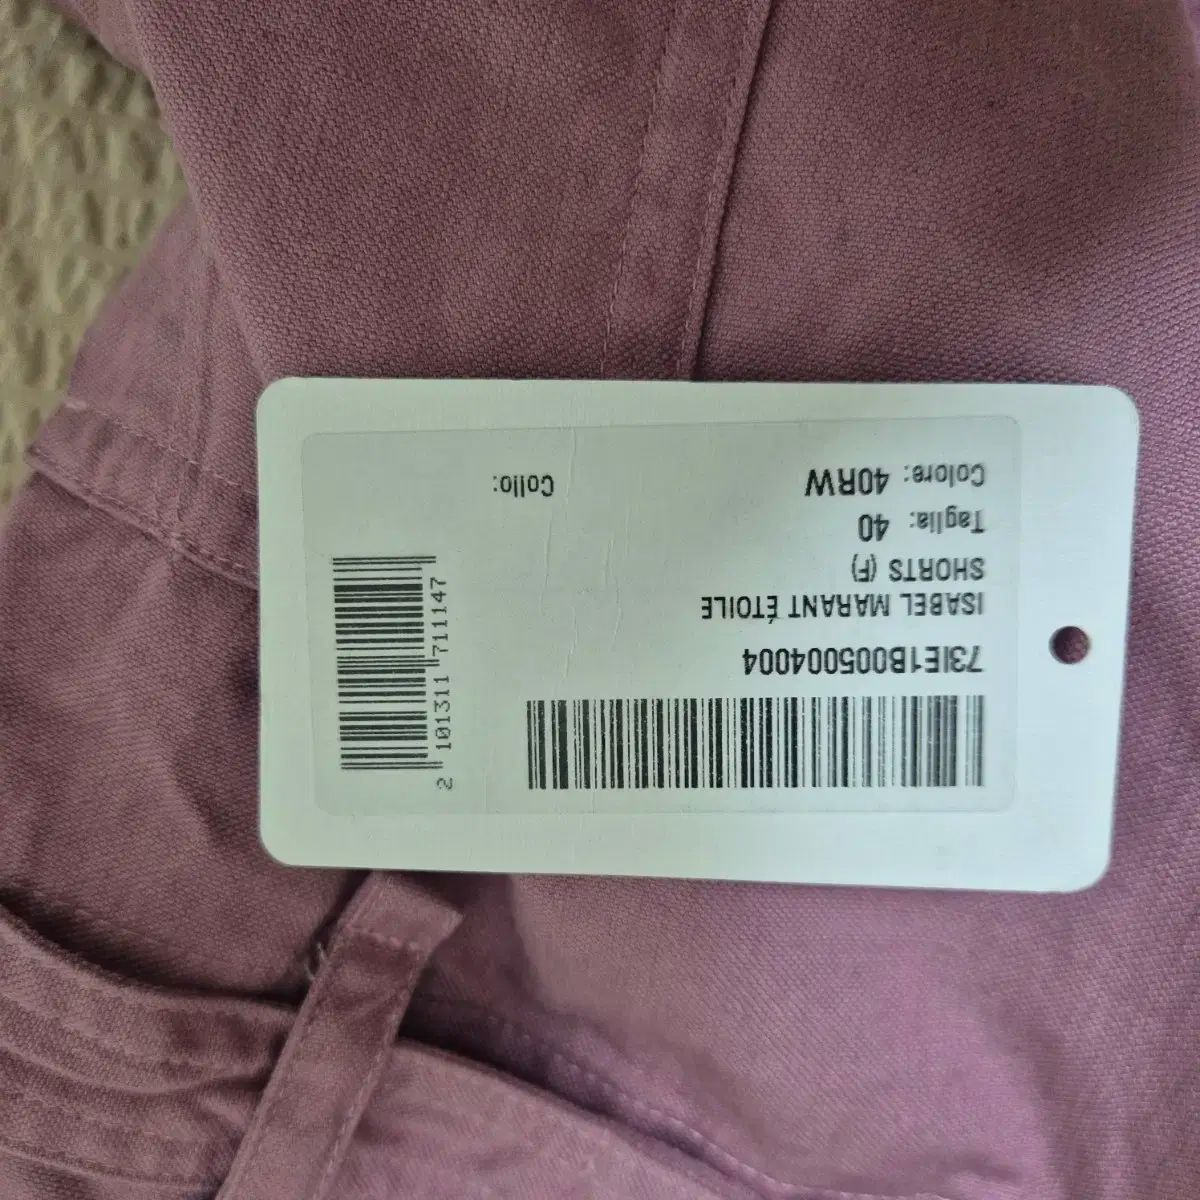 73IE1B005004004
ISABEL MARANT ÉTOILE
SHORTS (F)
Taglia: 40
Colore: 40RW
Collo:
2 101311 711147